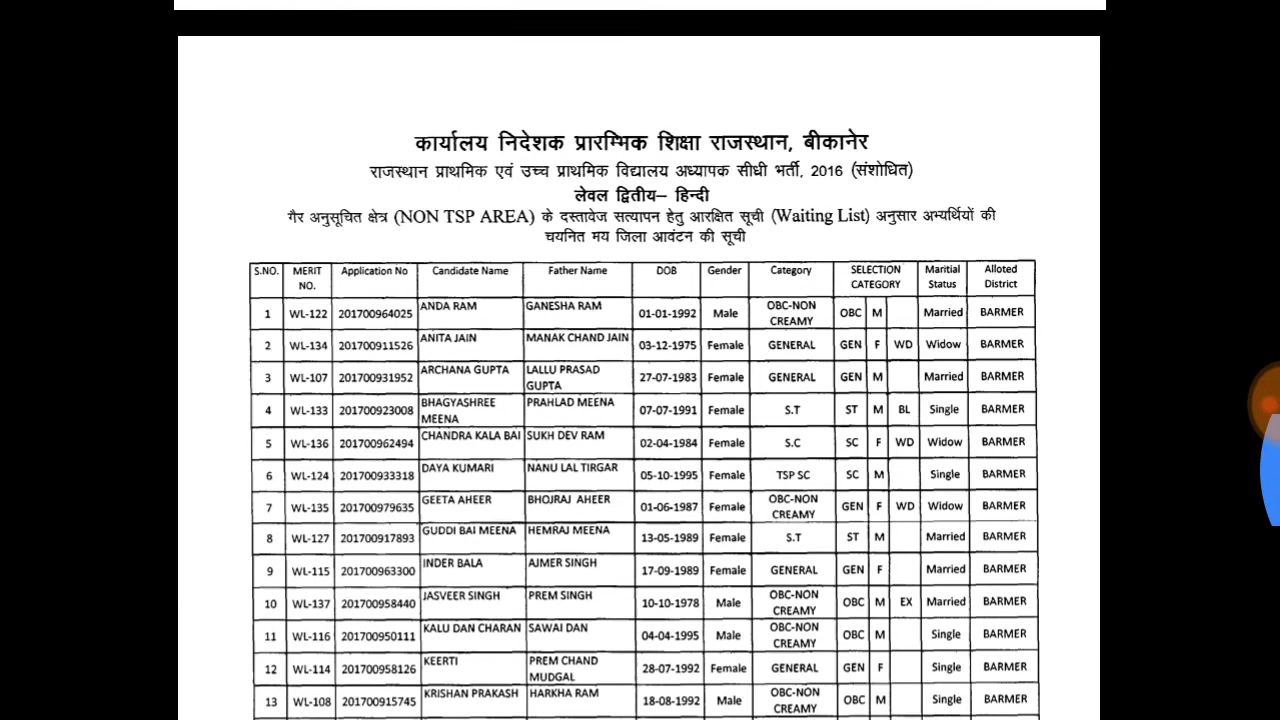 कार्यालय निदेशक प्रारम्भिक शिक्षा राजस्थान, बीकानेर
राजस्थान प्राथमिक एवं उच्च प्राथमिक विद्यालय अध्यापक सीधी भर्ती, 2016 (संशोधित)
लेवल द्वितीय– हिन्दी
गैर अनुसूचित क्षेत्र (NON TSP AREA) के दस्तावेज सत्यापन हेतु आरक्षित सूची (Waiting List) अनुसार अभ्यर्थियों की
चयनित मय जिला आवंटन की सूची
S.NO. MERIT NO. Application No Candidate Name Father Name DOB Gender Category SELECTION CATEGORY Maritial Status Alloted District
1 WL-122 201700964025 ANDA RAM GANESHA RAM 01-01-1992 Male OBC-NON CREAMY OBC M Married BARMER
2 WL-134 201700911526 ANITA JAIN MANAK CHAND JAIN 03-12-1975 Female GENERAL GEN F WD Widow BARMER
3 WL-107 201700931952 ARCHANA GUPTA LALLU PRASAD GUPTA 27-07-1983 Female GENERAL GEN M Married BARMER
4 WL-133 201700923008 BHAGYASHREE MEENA PRAHLAD MEENA 07-07-1991 Female S.T ST M BL Single BARMER
5 WL-136 201700962494 CHANDRA KALA BAI SUKH DEV RAM 02-04-1984 Female S.C SC F WD Widow BARMER
6 WL-124 201700933318 DAYA KUMARI NANU LAL TIRGAR 05-10-1995 Female TSP SC SC M Single BARMER
7 WL-135 201700979635 GEETA AHEER BHOJRAJ AHEER 01-06-1987 Female OBC-NON CREAMY GEN F WD Widow BARMER
8 WL-127 201700917893 GUDDI BAI MEENA HEMRAJ MEENA 13-05-1989 Female S.T ST M Married BARMER
9 WL-115 201700963300 INDER BALA AJMER SINGH 17-09-1989 Female GENERAL GEN F Married BARMER
10 WL-137 201700958440 JASVEER SINGH PREM SINGH 10-10-1978 Male OBC-NON CREAMY OBC M EX Married BARMER
11 WL-116 201700950111 KALU DAN CHARAN SAWAI DAN 04-04-1995 Male OBC-NON CREAMY OBC M Single BARMER
12 WL-114 201700958126 KEERTI PREM CHAND MUDGAL 28-07-1992 Female GENERAL GEN F Single BARMER
13 WL-108 201700915745 KRISHAN PRAKASH HARKHA RAM 18-08-1992 Male OBC-NON CREAMY OBC M Single BARMER